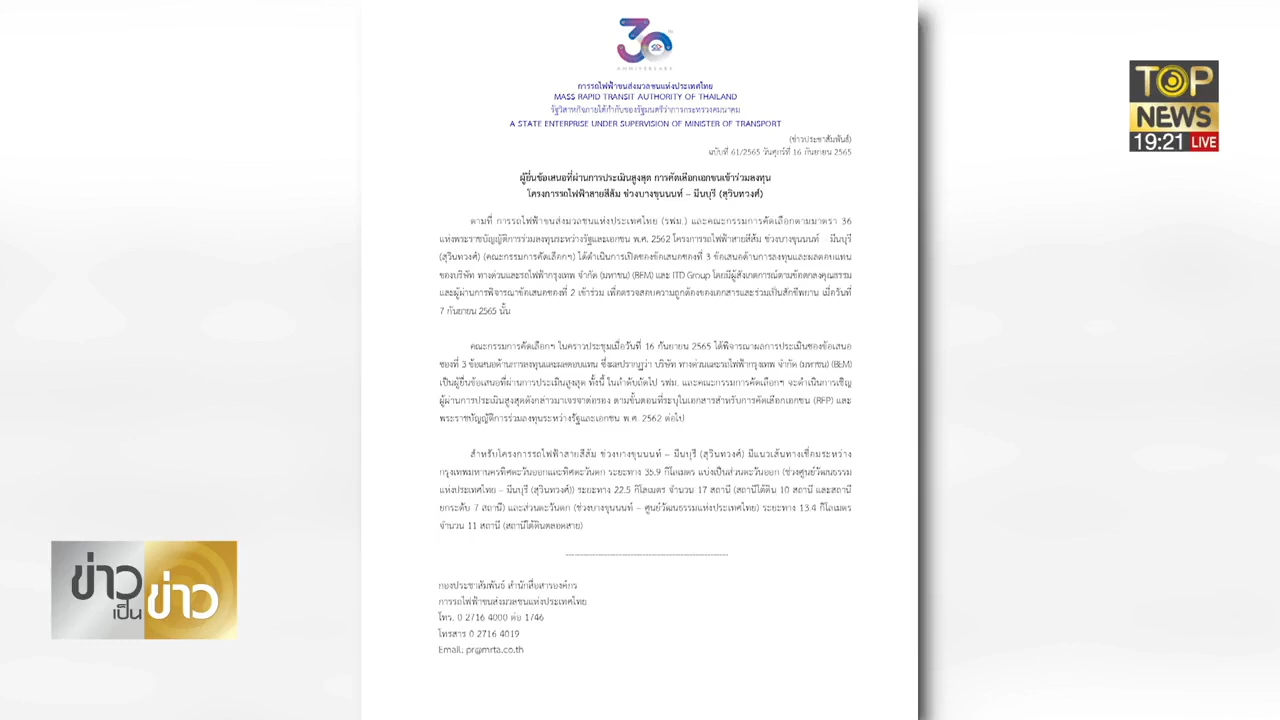 30
TH
ANNIVERSARY
การรถไฟฟ้าขนส่งมวลชนแห่งประเทศไทย
MASS RAPID TRANSIT AUTHORITY OF THAILAND
รัฐวิสาหกิจภายใต้กำกับของรัฐมนตรีว่าการกระทรวงคมนาคม
A STATE ENTERPRISE UNDER SUPERVISION OF MINISTER OF TRANSPORT
(ข่าวประชาสัมพันธ์)
ฉบับที่ 61/2565 วันศุกร์ที่ 16 กันยายน 2565
ผู้ยื่นข้อเสนอที่ผ่านการประเมินสูงสุด การคัดเลือกเอกชนเข้าร่วมลงทุน
โครงการรถไฟฟ้าสายสีส้ม ช่วงบางขุนนนท์ – มีนบุรี (สุวินทวงศ์)
ตามที่ การรถไฟฟ้าขนส่งมวลชนแห่งประเทศไทย (รฟม.) และคณะกรรมการคัดเลือกตามมาตรา 36
แห่งพระราชบัญญัติการร่วมลงทุนระหว่างรัฐและเอกชน พ.ศ. 2562 โครงการรถไฟฟ้าสายสีส้ม ช่วงบางขุนนนท์ – มีนบุรี
(สุวินทวงศ์) (คณะกรรมการคัดเลือกฯ) ได้ดำเนินการเปิดซองข้อเสนอซองที่ 3 ข้อเสนอด้านการลงทุนและผลตอบแทน
ของบริษัท ทางด่วนและรถไฟฟ้ากรุงเทพ จำกัด (มหาชน) (BEM) และ ITD Group โดยมีผู้สังเกตการณ์ตามข้อตกลงคุณธรรม
และผู้ผ่านการพิจารณาข้อเสนอซองที่ 2 เข้าร่วม เพื่อตรวจสอบความถูกต้องของเอกสารและร่วมเป็นสักขีพยาน เมื่อวันที่
7 กันยายน 2565 นั้น
คณะกรรมการคัดเลือกฯ ในคราวประชุมเมื่อวันที่ 16 กันยายน 2565 ได้พิจารณาผลการประเมินซองข้อเสนอ
ซองที่ 3 ข้อเสนอด้านการลงทุนและผลตอบแทน ซึ่งผลปรากฏว่า บริษัท ทางด่วนและรถไฟฟ้ากรุงเทพ จำกัด (มหาชน) (BEM)
เป็นผู้ยื่นข้อเสนอที่ผ่านการประเมินสูงสุด ทั้งนี้ ในลำดับถัดไป รฟม. และคณะกรรมการคัดเลือกฯ จะดำเนินการเชิญ
ผู้ผ่านการประเมินสูงสุดดังกล่าวมาเจรจาต่อรอง ตามขั้นตอนที่ระบุในเอกสารสำหรับการคัดเลือกเอกชน (RFP) และ
พระราชบัญญัติการร่วมลงทุนระหว่างรัฐและเอกชน พ.ศ. 2562 ต่อไป
สำหรับโครงการรถไฟฟ้าสายสีส้ม ช่วงบางขุนนนท์ – มีนบุรี (สุวินทวงศ์) มีแนวเส้นทางเชื่อมระหว่าง
กรุงเทพมหานครทิศตะวันออกและทิศตะวันตก ระยะทาง 35.9 กิโลเมตร แบ่งเป็นส่วนตะวันออก (ช่วงศูนย์วัฒนธรรม
แห่งประเทศไทย – มีนบุรี (สุวินทวงศ์)) ระยะทาง 22.5 กิโลเมตร จำนวน 17 สถานี (สถานีใต้ดิน 10 สถานี และสถานี
ยกระดับ 7 สถานี) และส่วนตะวันตก (ช่วงบางขุนนนท์ – ศูนย์วัฒนธรรมแห่งประเทศไทย) ระยะทาง 13.4 กิโลเมตร
จำนวน 11 สถานี (สถานีใต้ดินตลอดสาย)
กองประชาสัมพันธ์ สำนักสื่อสารองค์กร
การรถไฟฟ้าขนส่งมวลชนแห่งประเทศไทย
โทร. 0 2716 4000 ต่อ 1746
โทรสาร 0 2716 4019
Email: pr@mrta.co.th
TOP
NEWS
19:21 LIVE
ข่าว
เป็น
ข่าว